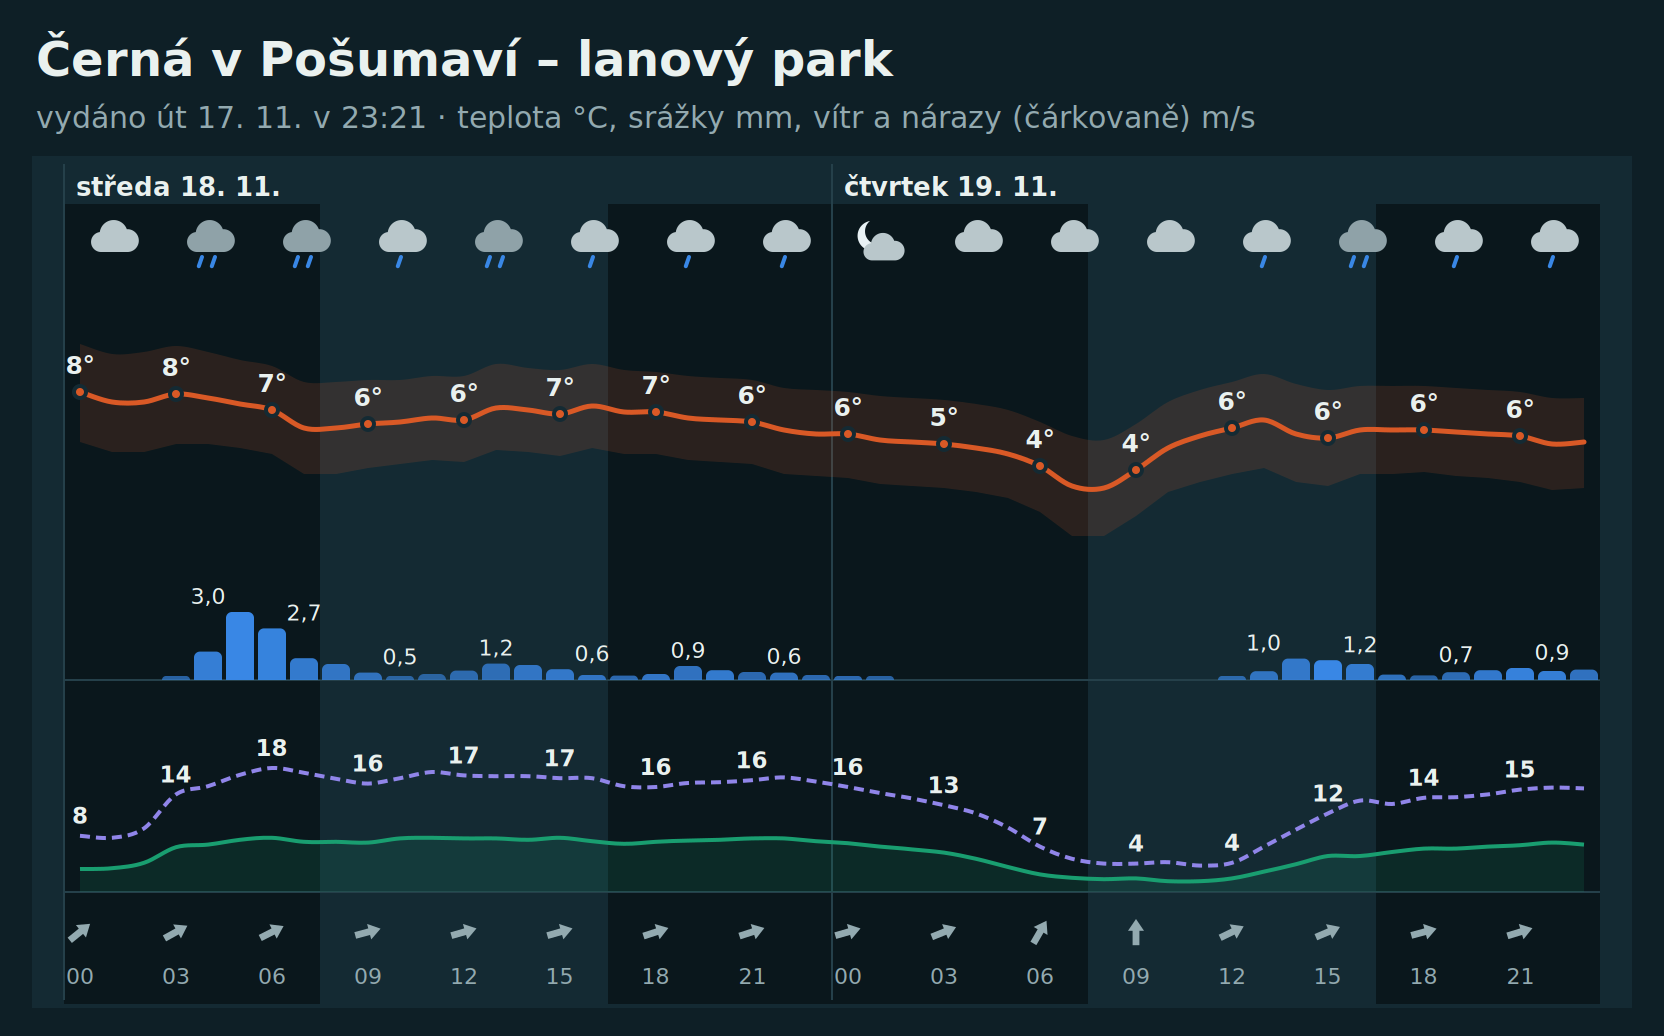 Černá v Pošumaví – lanový park
vydáno út 17. 11. v 23:21 · teplota °C, srážky mm, vítr a nárazy (čárkovaně) m/s
středa 18. 11. čtvrtek 19. 11.
8° 8° 7° 6° 6° 7° 7° 6° 6° 5° 4° 4° 6° 6° 6° 6°
3,0 2,7 0,5 1,2 0,6 0,9 0,6 1,0 1,2 0,7 0,9
8 14 18 16 17 17 16 16 16 13 7 4 4 12 14 15
00 03 06 09 12 15 18 21 00 03 06 09 12 15 18 21